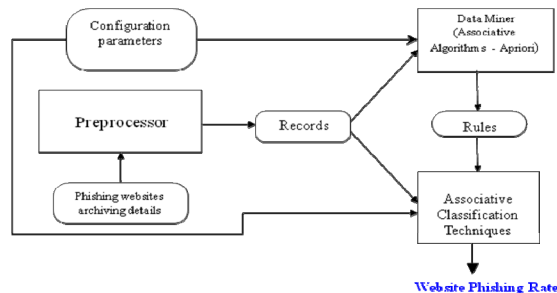 Configuration
parameters
Data Miner
(Associative
Algorithms - Apriori)
Preprocessor
Records
Rules
Phishing websites
archiving details
Associative
Classification
Techniques
Website Phishing Rate